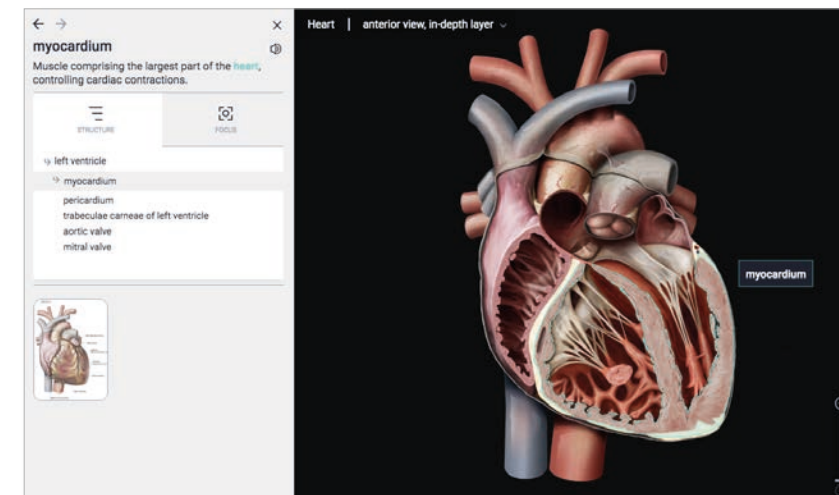 myocardium
Muscle comprising the largest part of the heart,
controlling cardiac contractions.
STRUCTURE
FOCUS
left ventricle
myocardium
pericardium
trabeculae carneae of left ventricle
aortic valve
mitral valve
Heart | anterior view, in-depth layer
myocardium